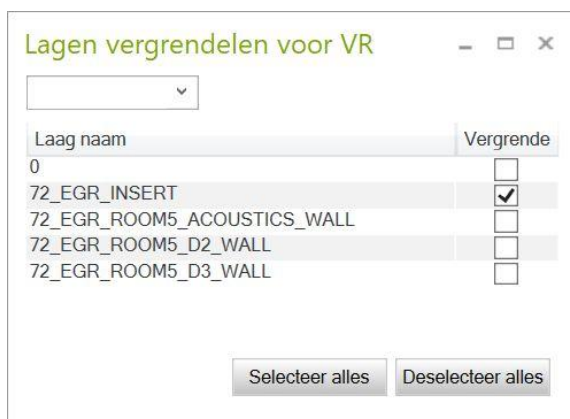 Lagen vergrendelen voor VR
Laag naam Vergrende
0
72_EGR_INSERT
72_EGR_ROOM5_ACOUSTICS_WALL
72_EGR_ROOM5_D2_WALL
72_EGR_ROOM5_D3_WALL
Selecteer alles Deselecteer alles